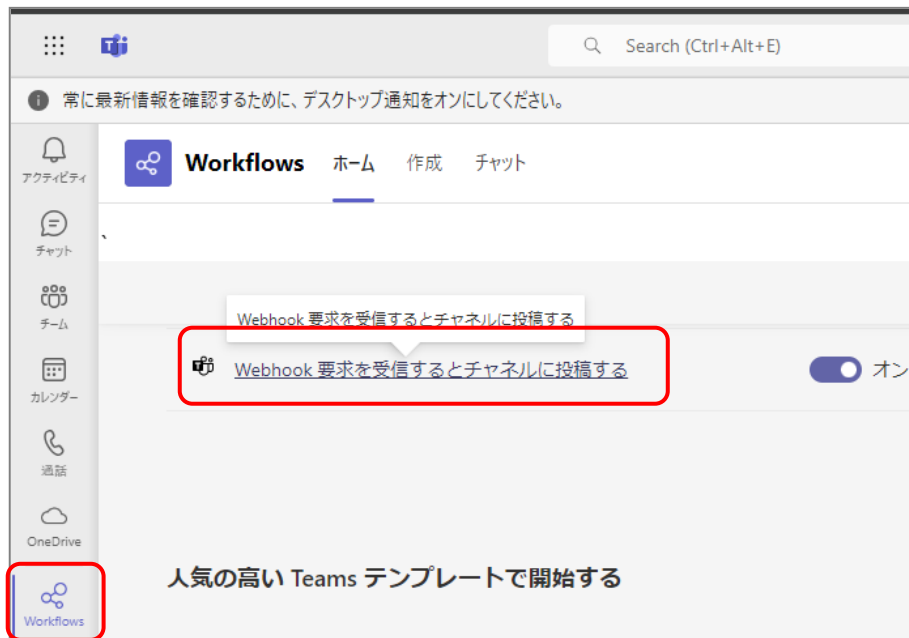 Search (Ctrl+Alt+E)
常に最新情報を確認するために、デスクトップ通知をオンにしてください。
アクティビティ
Workflows ホーム 作成 チャット
チャット
、
チーム
Webhook 要求を受信するとチャネルに投稿する
Webhook 要求を受信するとチャネルに投稿する オン
カレンダー
通話
OneDrive
人気の高い Teams テンプレートで開始する
Workflows